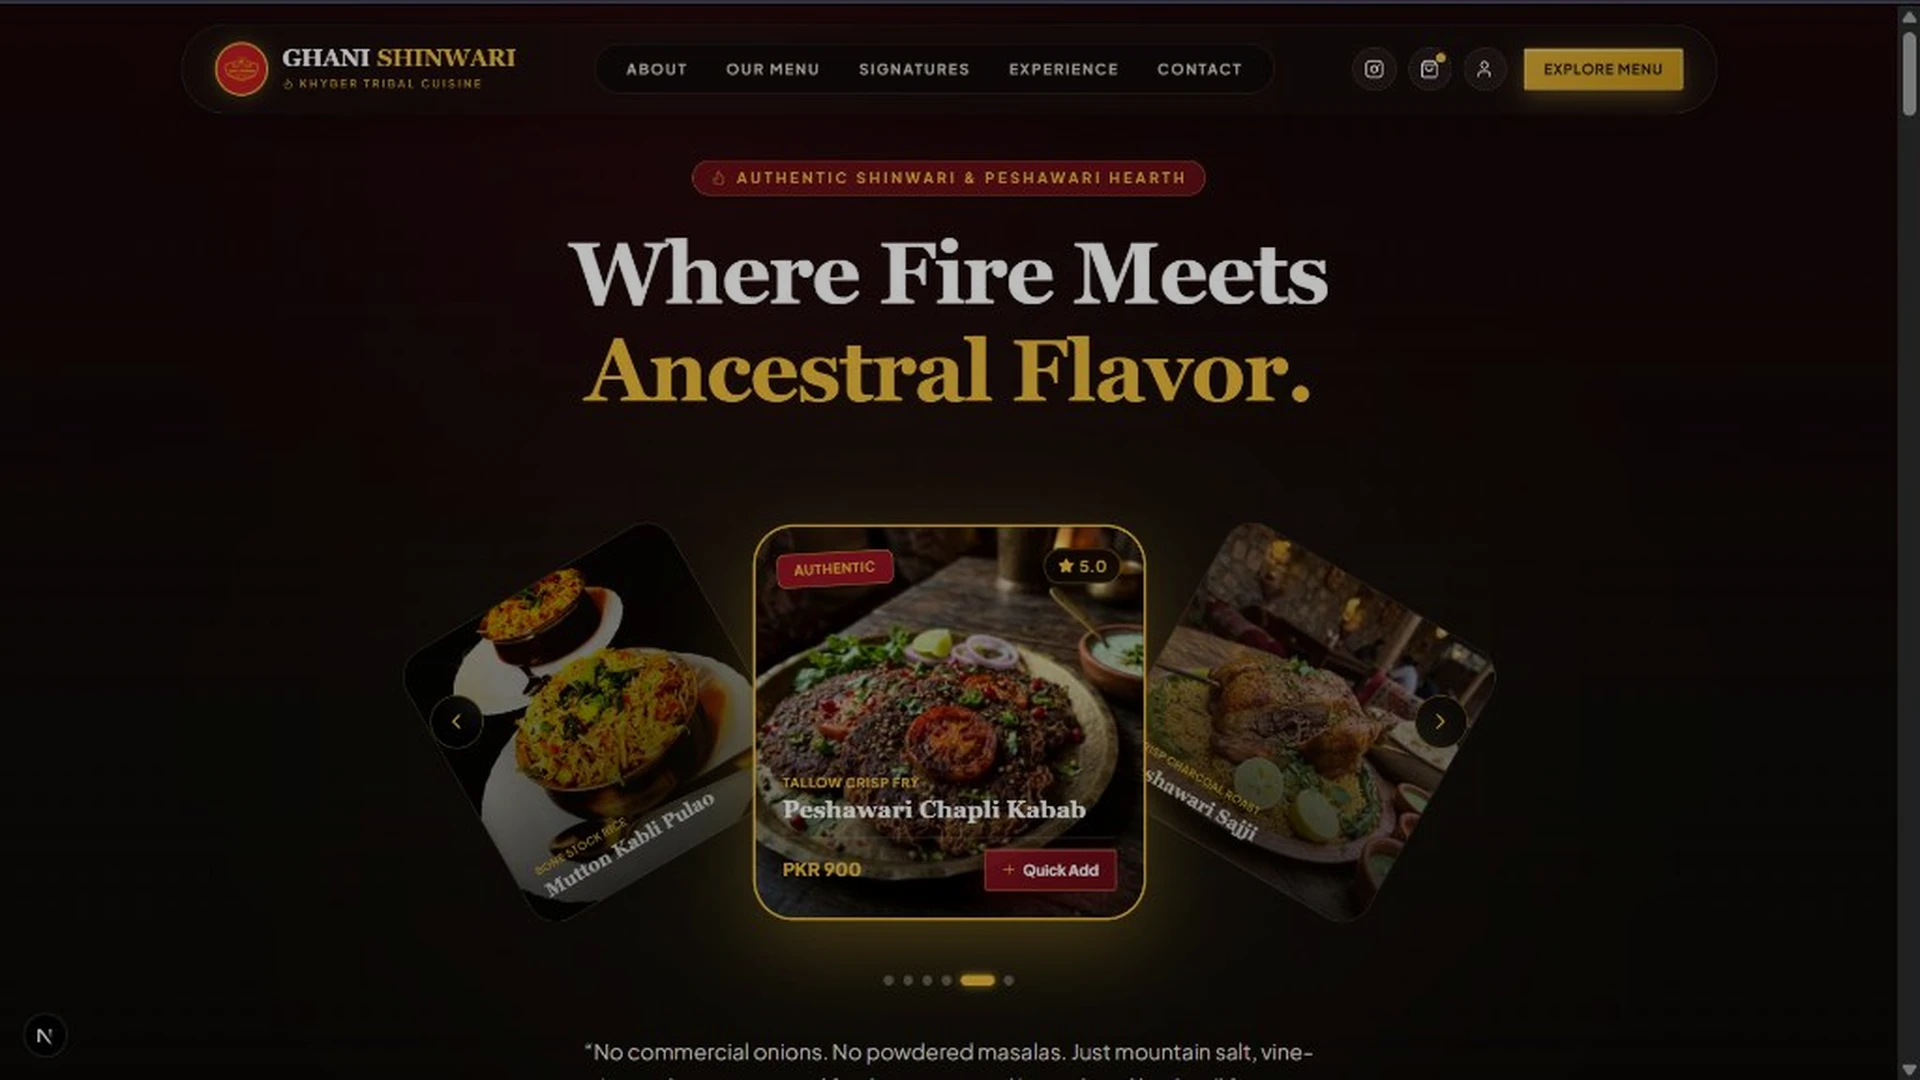 GHANI SHINWARI
KHYBER TRIBAL CUISINE
ABOUT
OUR MENU
SIGNATURES
EXPERIENCE
CONTACT
EXPLORE MENU
AUTHENTIC SHINWARI & PESHAWARI HEARTH
Where Fire Meets
Ancestral Flavor.
BONE STOCK RICE
Mutton Kabli Pulao
AUTHENTIC
5.0
TALLOW CRISP FRY
Peshawari Chapli Kabab
PKR 900
+ Quick Add
CHARCOAL ROAST
shawari Sajji
N
“No commercial onions. No powdered masalas. Just mountain salt, vine-